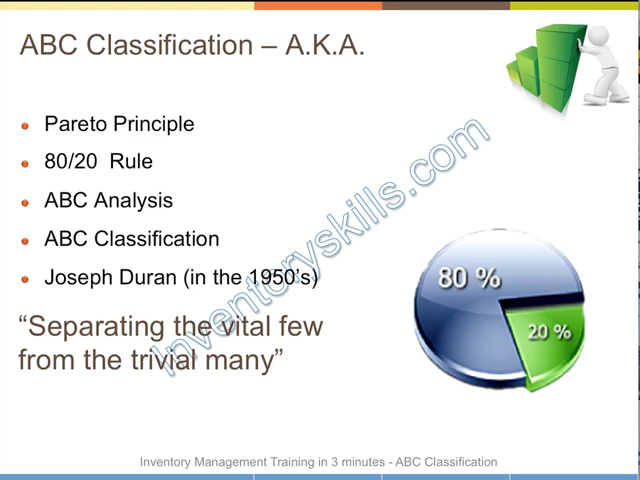 ABC Classification – A.K.A.
Pareto Principle
80/20 Rule
ABC Analysis
ABC Classification
Joseph Duran (in the 1950’s)
“Separating the vital few
from the trivial many”
80 %
20 %
Inventoryskills.com
Inventory Management Training in 3 minutes - ABC Classification